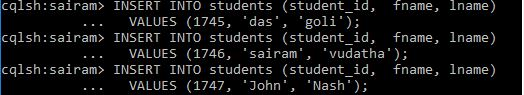 cqlsh:sairam> INSERT INTO students (student_id,  fname, lname)
          ...   VALUES (1745, 'das', 'goli');
cqlsh:sairam> INSERT INTO students (student_id,  fname, lname)
          ...   VALUES (1746, 'sairam', 'vudatha');
cqlsh:sairam> INSERT INTO students (student_id,  fname, lname)
          ...   VALUES (1747, 'John', 'Nash');